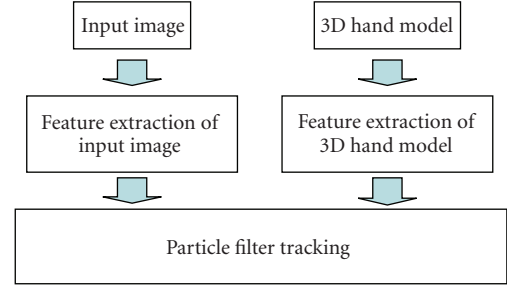 Input image
3D hand model
Feature extraction of
input image
Feature extraction of
3D hand model
Particle filter tracking